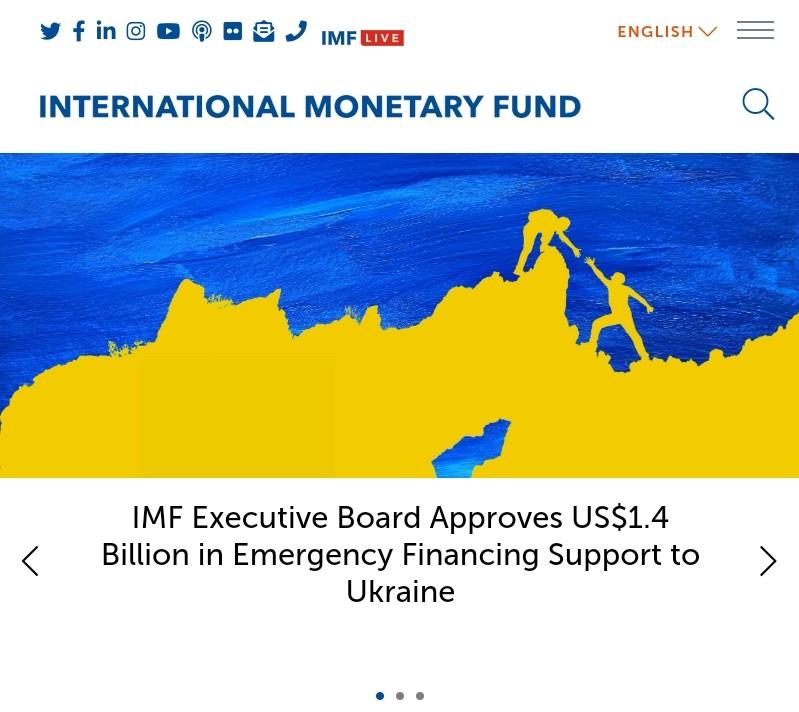 IMF LIVE
ENGLISH
INTERNATIONAL MONETARY FUND
IMF Executive Board Approves US$1.4
Billion in Emergency Financing Support to
Ukraine